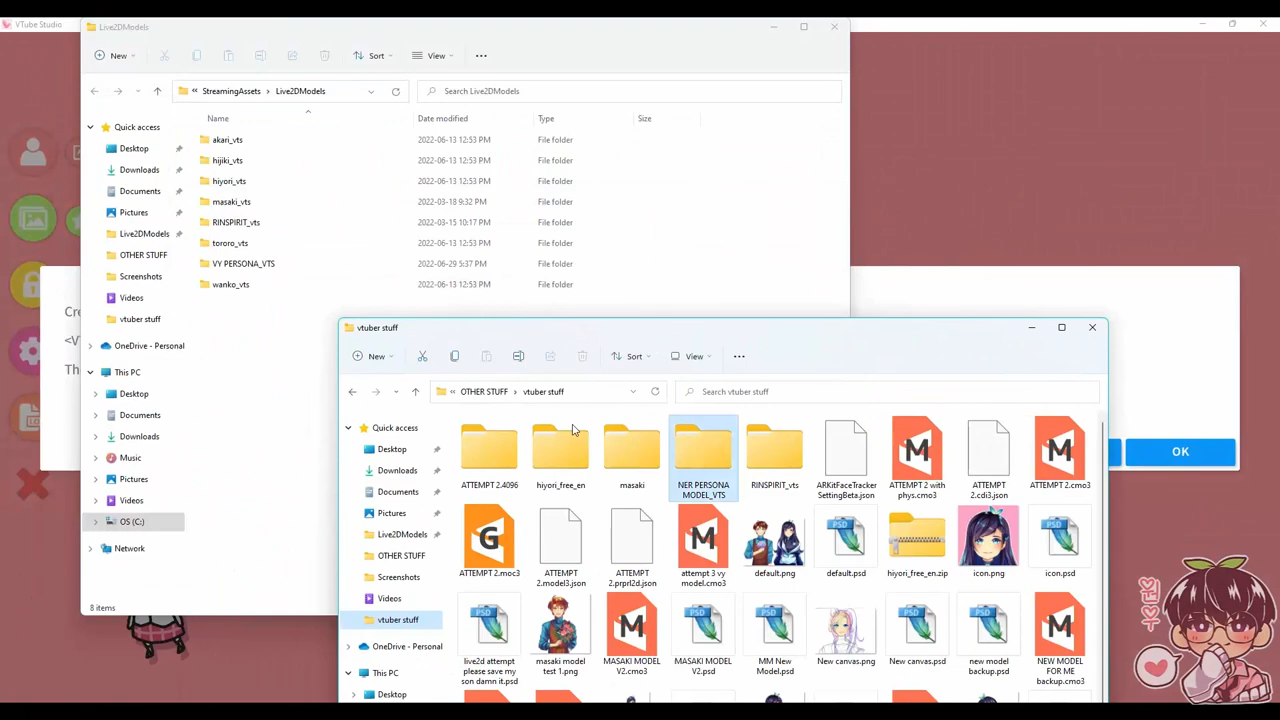 VTube Studio
Live2DModels
New
Sort
View
StreamingAssets
Live2DModels
Search Live2DModels
Name
Date modified
Type
Size
Quick access
Desktop
Downloads
Documents
Pictures
Live2DModels
OTHER STUFF
Screenshots
Videos
vtuber stuff
OneDrive - Personal
This PC
Desktop
Documents
Downloads
Music
Pictures
Videos
OS (C:)
Network
8 items
akari_vts 2022-06-13 12:53 PM File folder
hijiki_vts 2022-06-13 12:53 PM File folder
hiyori_vts 2022-06-13 12:53 PM File folder
masaki_vts 2022-03-18 9:32 PM File folder
RINSPIRIT_vts 2022-03-15 10:17 PM File folder
tororo_vts 2022-06-13 12:53 PM File folder
VY PERSONA_VTS 2022-06-29 5:37 PM File folder
wanko_vts 2022-06-13 12:53 PM File folder
Cre
<V
Th
OK
vtuber stuff
New
Sort
View
OTHER STUFF
vtuber stuff
Search vtuber stuff
Quick access
Desktop
Downloads
Documents
Pictures
Live2DModels
OTHER STUFF
Screenshots
Videos
vtuber stuff
OneDrive - Personal
This PC
Desktop
ATTEMPT 2.4096
hiyori_free_en
masaki
NER PERSONA
MODEL_VTS
RINSPIRIT_vts
ARKitFaceTracker
SettingBeta.json
ATTEMPT 2 with
phys.cmo3
ATTEMPT
2.cdi3.json
ATTEMPT 2.cmo3
ATTEMPT 2.moc3
ATTEMPT
2.model3.json
ATTEMPT
2.prprl2d.json
attempt 3 vy
model.cmo3
default.png
default.psd
hiyori_free_en.zip
icon.png
icon.psd
live2d attempt
please save my
son damn it.psd
masaki model
test 1.png
MASAKI MODEL
V2.cmo3
MASAKI MODEL
V2.psd
MM New
Model.psd
New canvas.png
New canvas.psd
new model
backup.psd
NEW MODEL
FOR ME
backup.cmo3
M
M
G
M
M
M
PSD
PSD
PSD
PSD
PSD
PSD
PSD